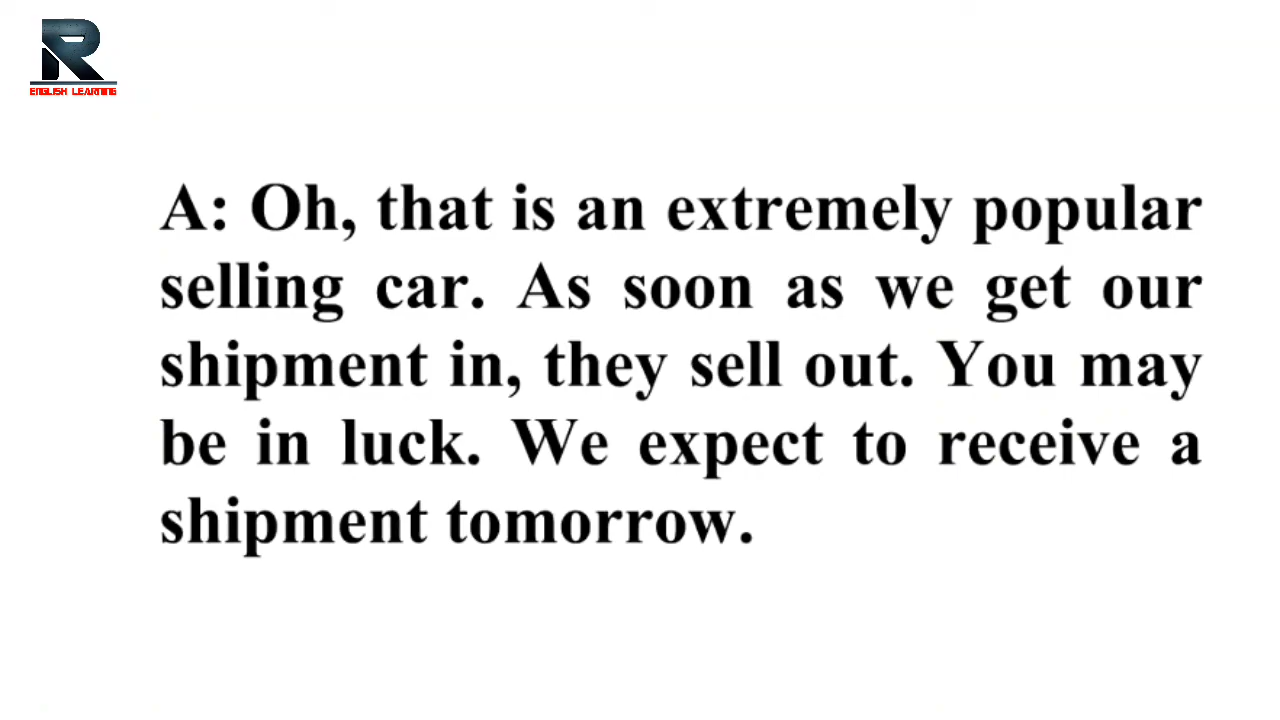 R
ENGLISH LEARNING
A: Oh, that is an extremely popular
selling car. As soon as we get our
shipment in, they sell out. You may
be in luck. We expect to receive a
shipment tomorrow.